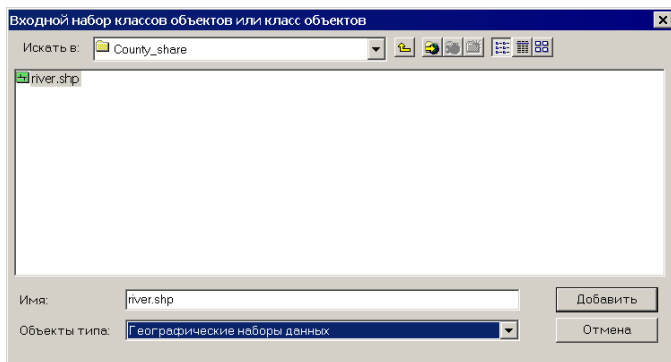 Входной набор классов объектов или класс объектов
Искать в: County_share
river.shp
Имя: river.shp Добавить
Объекты типа: Географические наборы данных Отмена